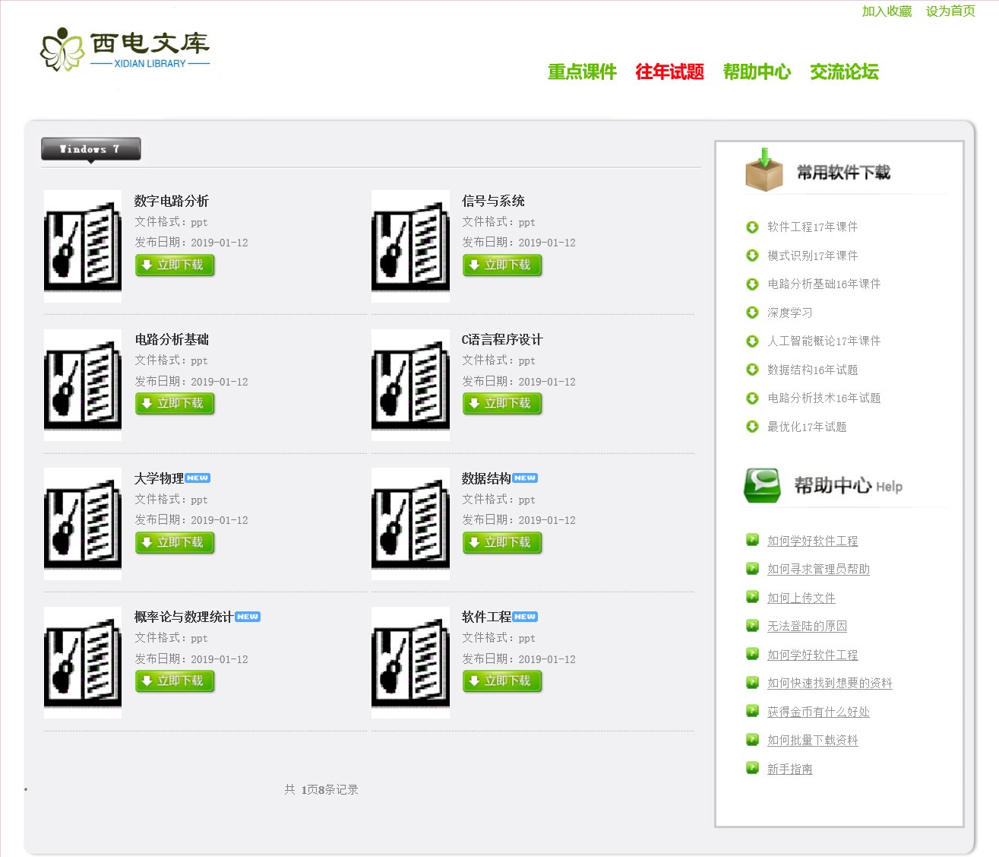 加入收藏 设为首页
西电文库
XIDIAN LIBRARY
重点课件 往年试题 帮助中心 交流论坛
Windows 7
数字电路分析
文件格式：ppt
发布日期：2019-01-12
立即下载
信号与系统
文件格式：ppt
发布日期：2019-01-12
立即下载
电路分析基础
文件格式：ppt
发布日期：2019-01-12
立即下载
C语言程序设计
文件格式：ppt
发布日期：2019-01-12
立即下载
大学物理NEW
文件格式：ppt
发布日期：2019-01-12
立即下载
数据结构NEW
文件格式：ppt
发布日期：2019-01-12
立即下载
概率论与数理统计NEW
文件格式：ppt
发布日期：2019-01-12
立即下载
软件工程NEW
文件格式：ppt
发布日期：2019-01-12
立即下载
共 1页8条记录
常用软件下载
软件工程17年课件
模式识别17年课件
电路分析基础16年课件
深度学习
人工智能概论17年课件
数据结构16年试题
电路分析技术16年试题
最优化17年试题
帮助中心 Help
如何学好软件工程
如何寻求管理员帮助
如何上传文件
无法登陆的原因
如何学好软件工程
如何快速找到想要的资料
获得金币有什么好处
如何批量下载资料
新手指南